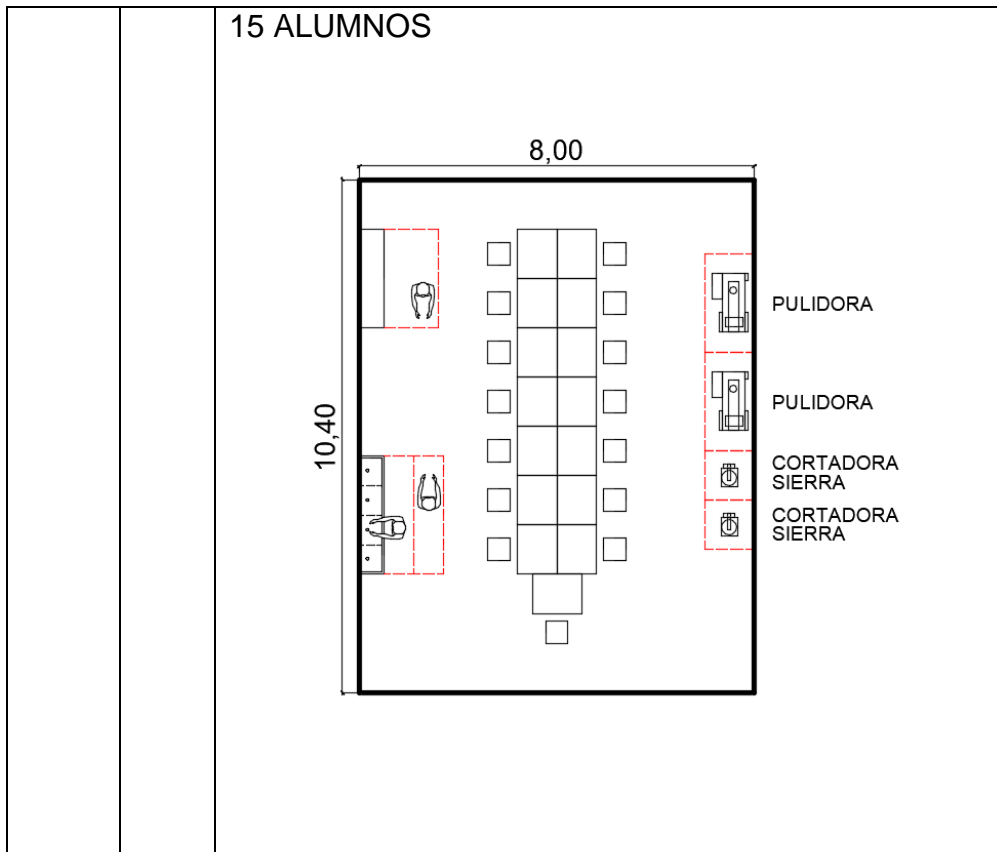 15 ALUMNOS
8,00
10,40
PULIDORA
PULIDORA
CORTADORA
SIERRA
CORTADORA
SIERRA